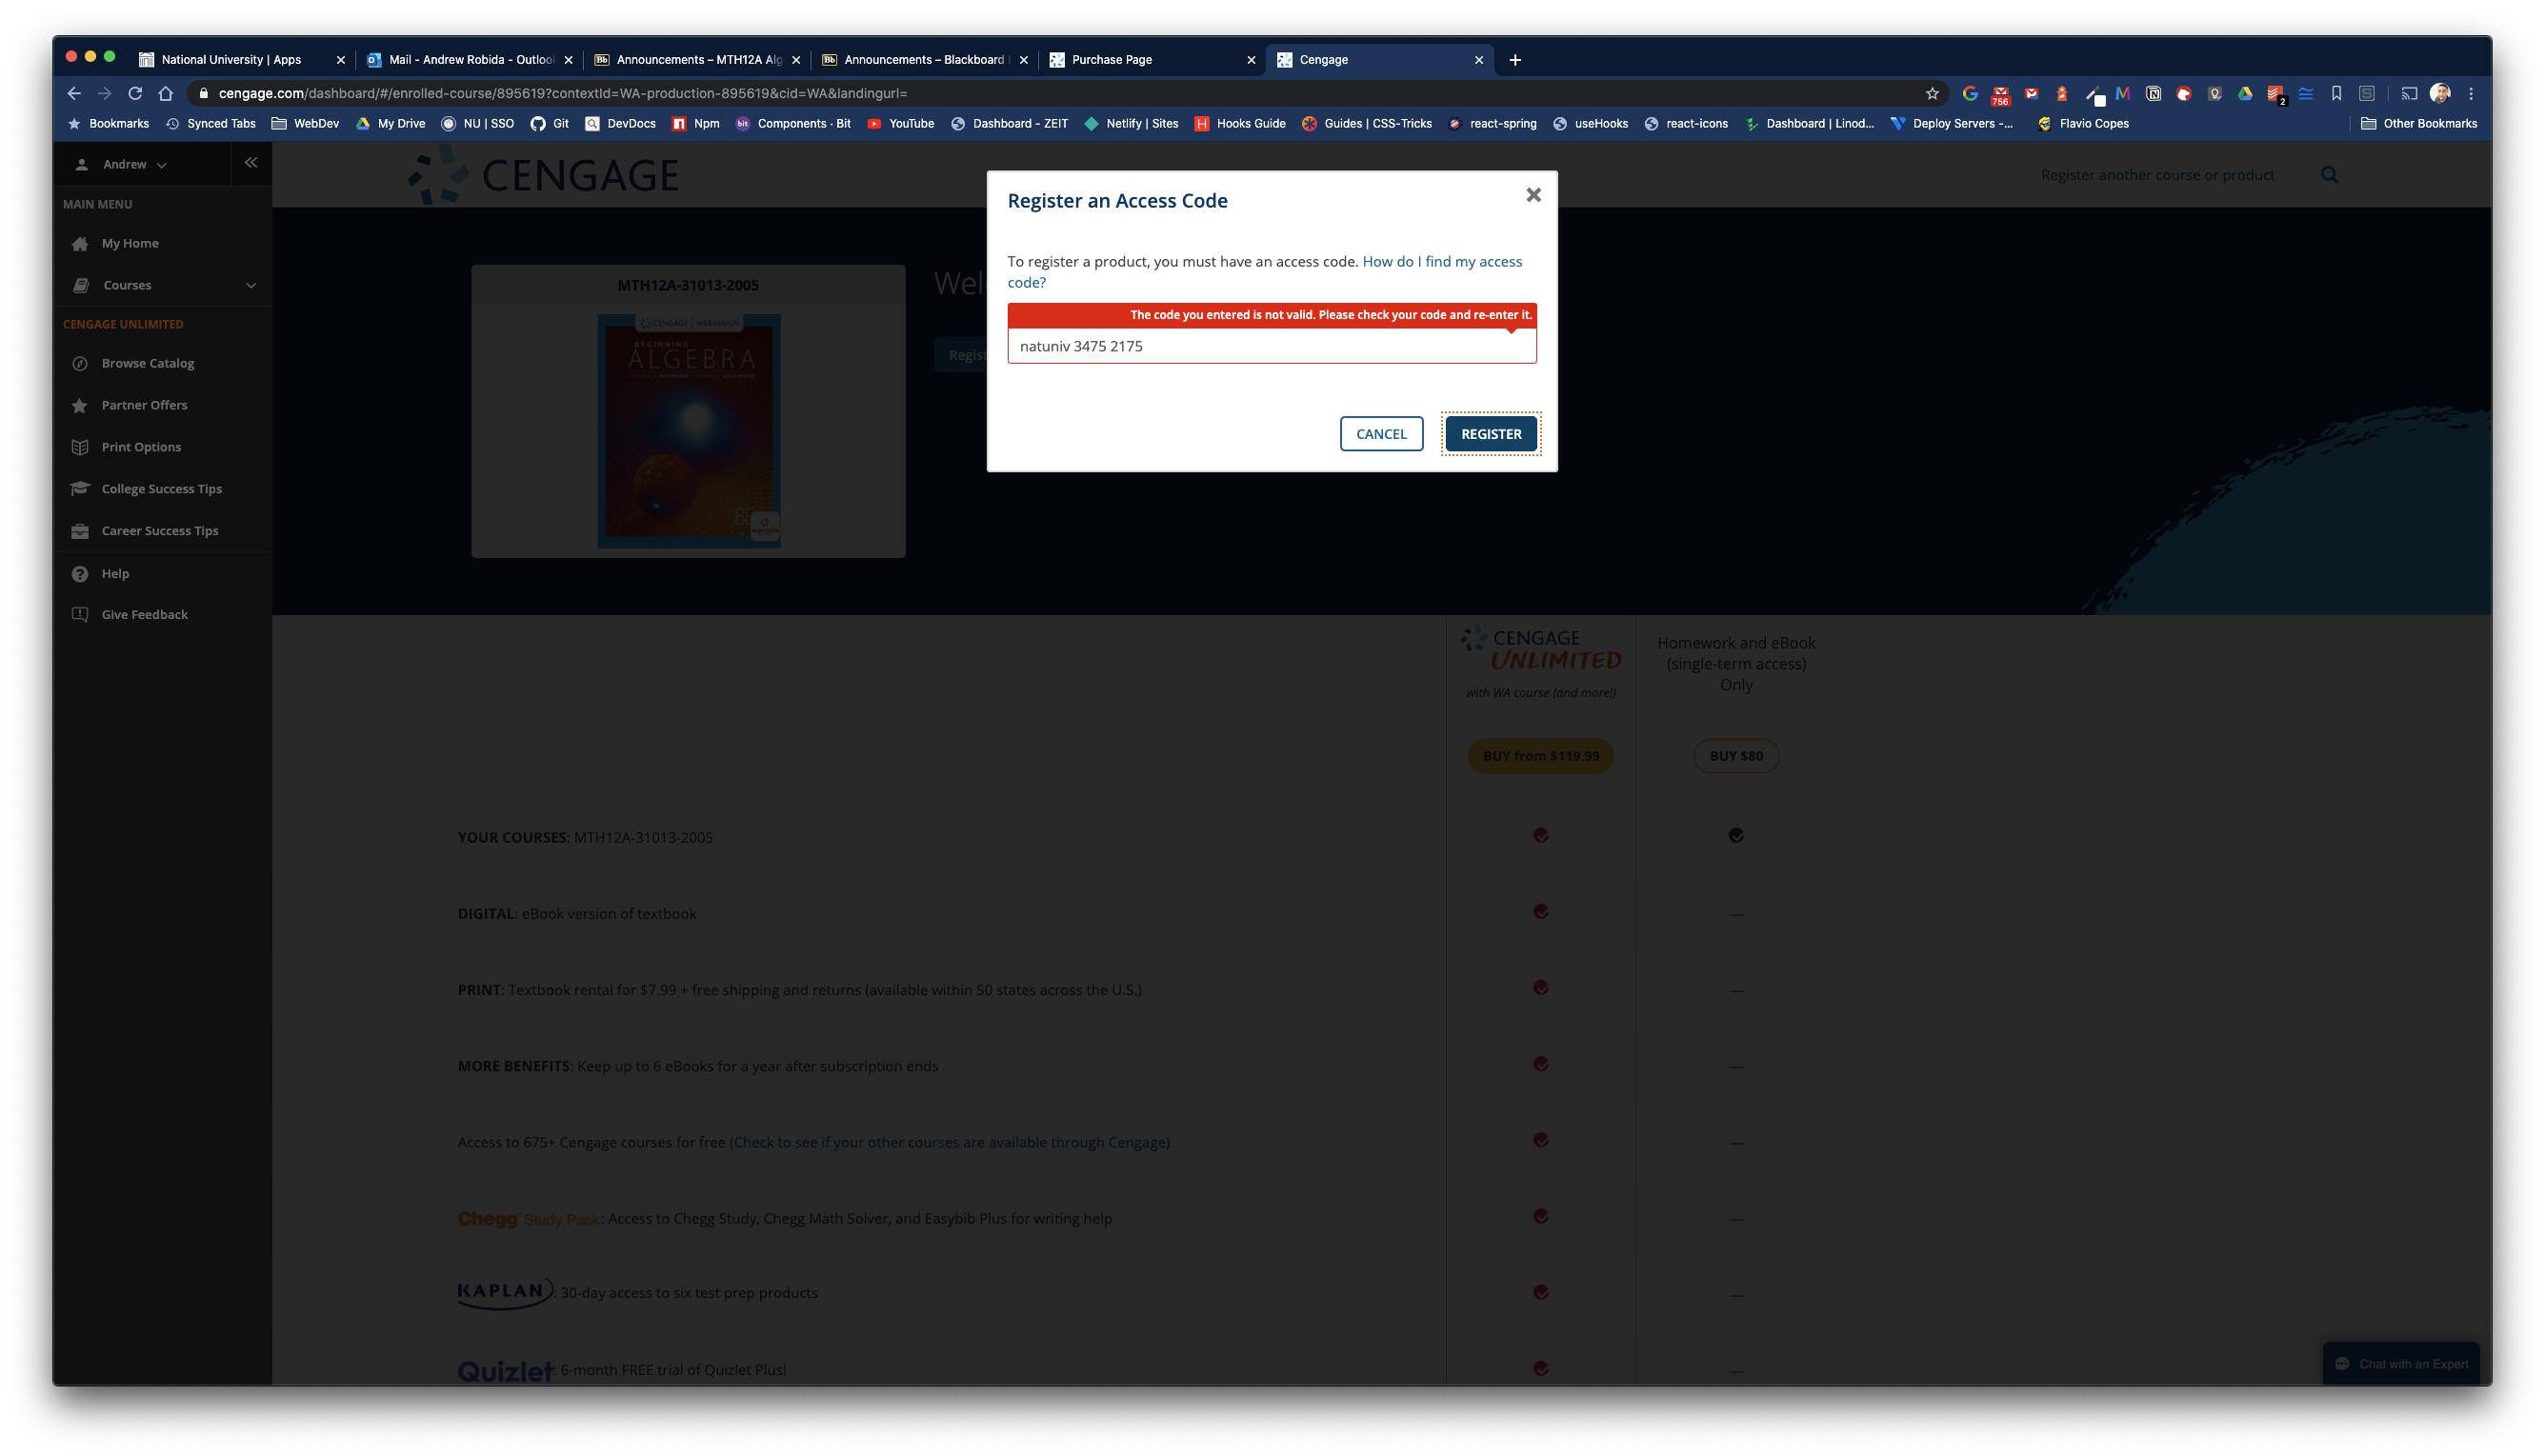 National University | Apps
Mail - Andrew Robida - Outloo
Announcements – MTH12A Alg
Announcements – Blackboard
Purchase Page
Cengage
cengage.com/dashboard/#/enrolled-course/895619?contextId=WA-production-895619&cid=WA&landingurl=
756
2
Bookmarks
Synced Tabs
WebDev
My Drive
NU | SSO
Git
DevDocs
Npm
Components · Bit
YouTube
Dashboard - ZEIT
Netlify | Sites
Hooks Guide
Guides | CSS-Tricks
react-spring
useHooks
react-icons
Dashboard | Linod...
Deploy Servers -...
Flavio Copes
Other Bookmarks
Andrew
MAIN MENU
My Home
Courses
CENGAGE UNLIMITED
Browse Catalog
Partner Offers
Print Options
College Success Tips
Career Success Tips
Help
Give Feedback
CENGAGE
Register another course or product
MTH12A-31013-2005
CENGAGE | WEBASSIGN
BEGINNING
ALGEBRA
8E
Wel
Regist
Register an Access Code
To register a product, you must have an access code. How do I find my access
code?
The code you entered is not valid. Please check your code and re-enter it.
natuniv 3475 2175
CANCEL
REGISTER
CENGAGE
UNLIMITED
with WA course (and more!)
BUY from $119.99
Homework and eBook
(single-term access)
Only
BUY $80
YOUR COURSES: MTH12A-31013-2005
DIGITAL: eBook version of textbook
PRINT: Textbook rental for $7.99 + free shipping and returns (available within 50 states across the U.S.)
MORE BENEFITS: Keep up to 6 eBooks for a year after subscription ends
Access to 675+ Cengage courses for free (Check to see if your other courses are available through Cengage)
Chegg Study Pack: Access to Chegg Study, Chegg Math Solver, and Easybib Plus for writing help
KAPLAN: 30-day access to six test prep products
Quizlet: 6-month FREE trial of Quizlet Plus!
Chat with an Expert